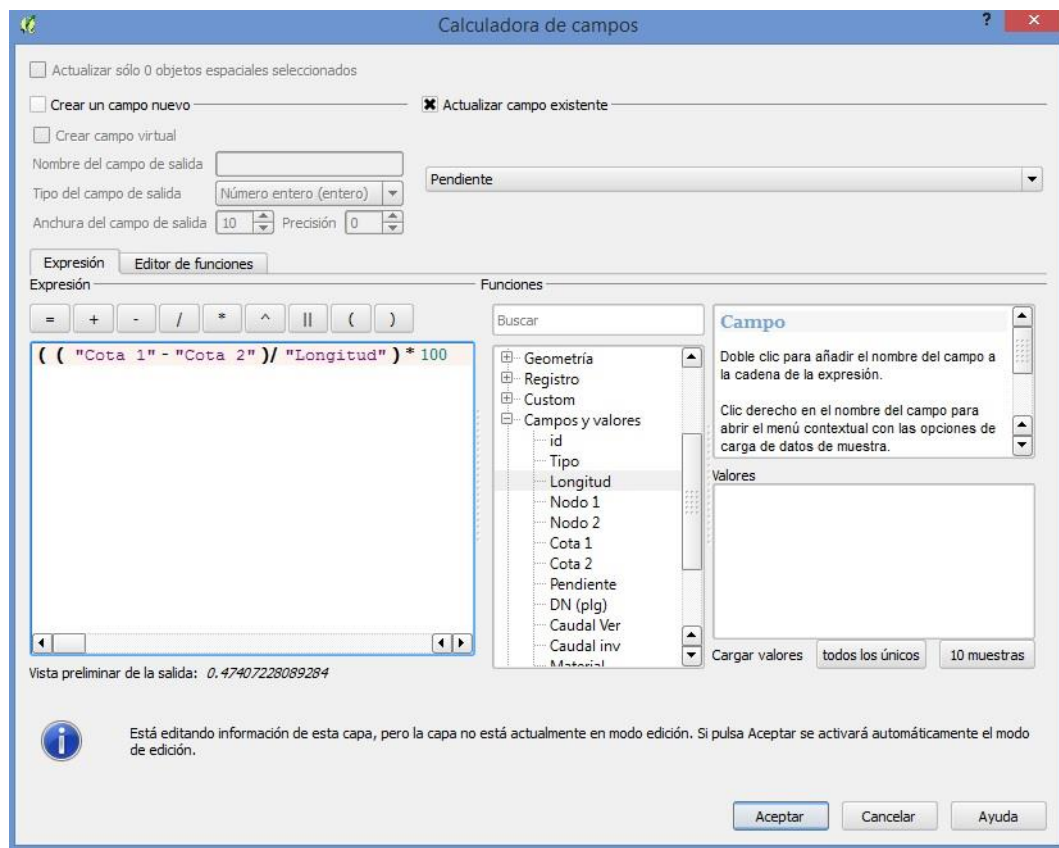 Calculadora de campos
?
Actualizar sólo 0 objetos espaciales seleccionados
Crear un campo nuevo
Crear campo virtual
Nombre del campo de salida
Tipo del campo de salida Número entero (entero)
Anchura del campo de salida 10 Precisión 0
Actualizar campo existente
Pendiente
Expresión Editor de funciones
Expresión
= + - / * ^ || ( )
( ( "Cota 1" - "Cota 2" )/ "Longitud" ) * 100
Vista preliminar de la salida: 0.47407228089284
Funciones
Buscar
Geometría
Registro
Custom
Campos y valores
id
Tipo
Longitud
Nodo 1
Nodo 2
Cota 1
Cota 2
Pendiente
DN (plg)
Caudal Ver
Caudal inv
Material
Campo
Doble clic para añadir el nombre del campo a
la cadena de la expresión.
Clic derecho en el nombre del campo para
abrir el menú contextual con las opciones de
carga de datos de muestra.
Valores
Cargar valores todos los únicos 10 muestras
Está editando información de esta capa, pero la capa no está actualmente en modo edición. Si pulsa Aceptar se activará automáticamente el modo
de edición.
Aceptar Cancelar Ayuda